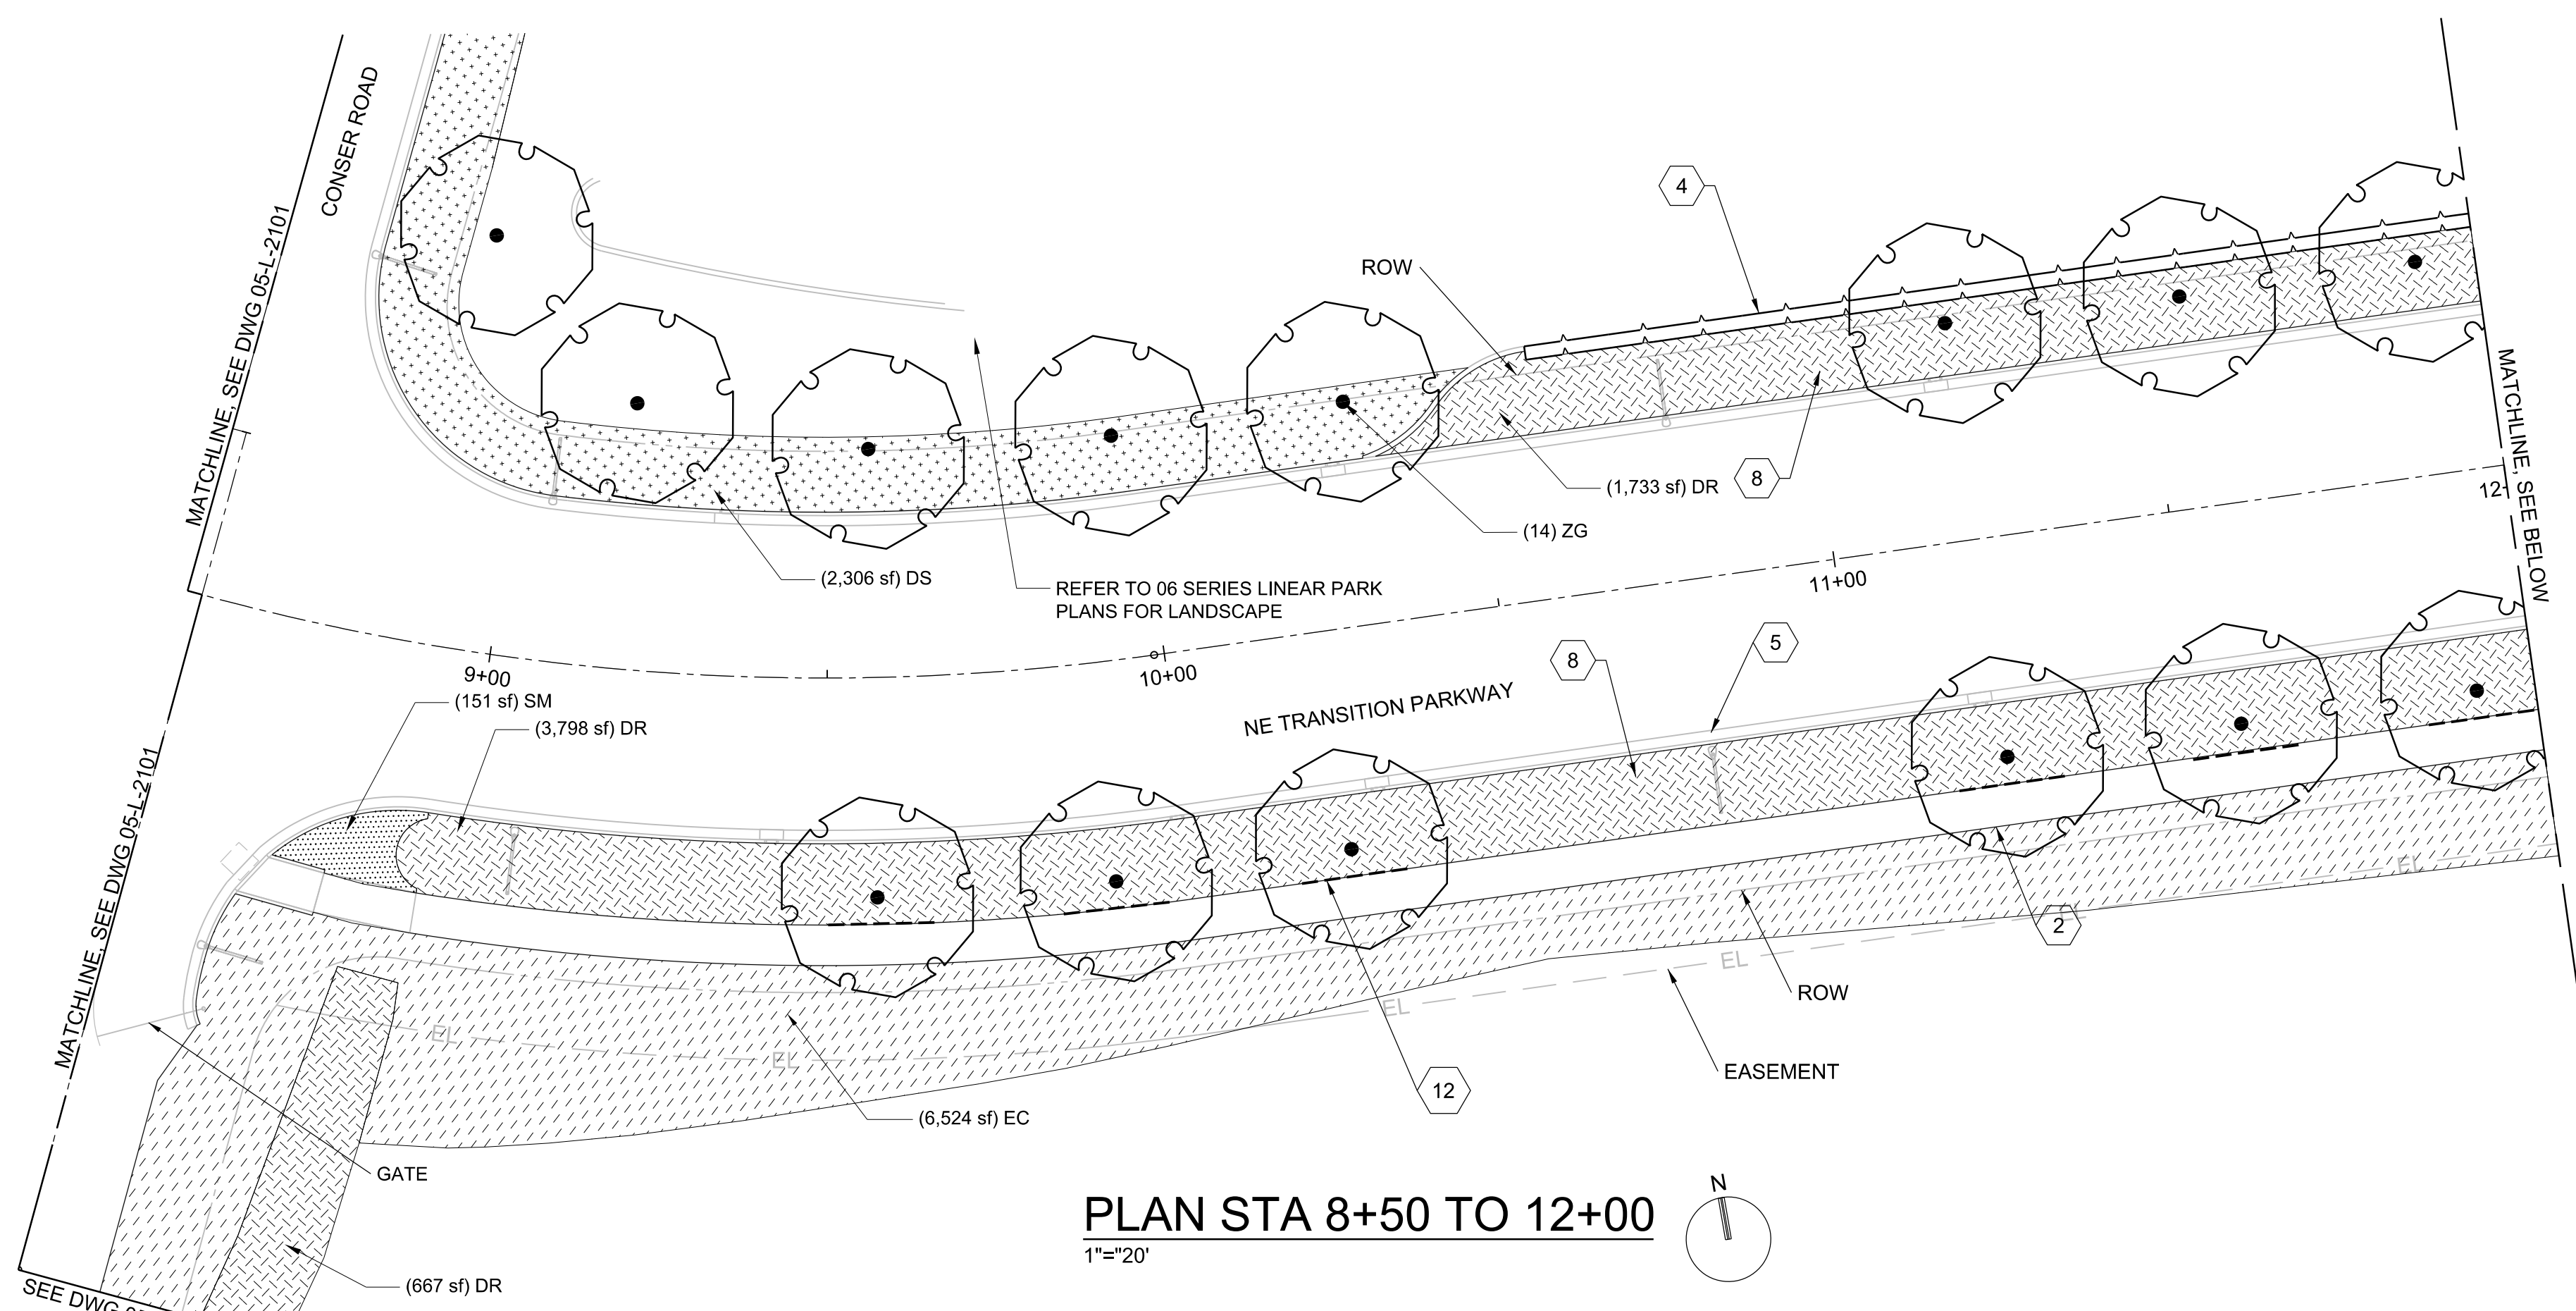 CONSER ROAD
MATCHLINE, SEE DWG 05-L-2101
4
ROW
(1,733 sf) DR
8
(14) ZG
(2,306 sf) DS
REFER TO 06 SERIES LINEAR PARK
PLANS FOR LANDSCAPE
MATCHLINE, SEE BELOW
12+
11+00
9+00
10+00
8
5
NE TRANSITION PARKWAY
(151 sf) SM
(3,798 sf) DR
MATCHLINE, SEE DWG 05-L-2101
2
EL
EL
EL
EL
EL
ROW
EASEMENT
12
(6,524 sf) EC
GATE
(667 sf) DR
PLAN STA 8+50 TO 12+00
1"="20'
N
SEE DWG